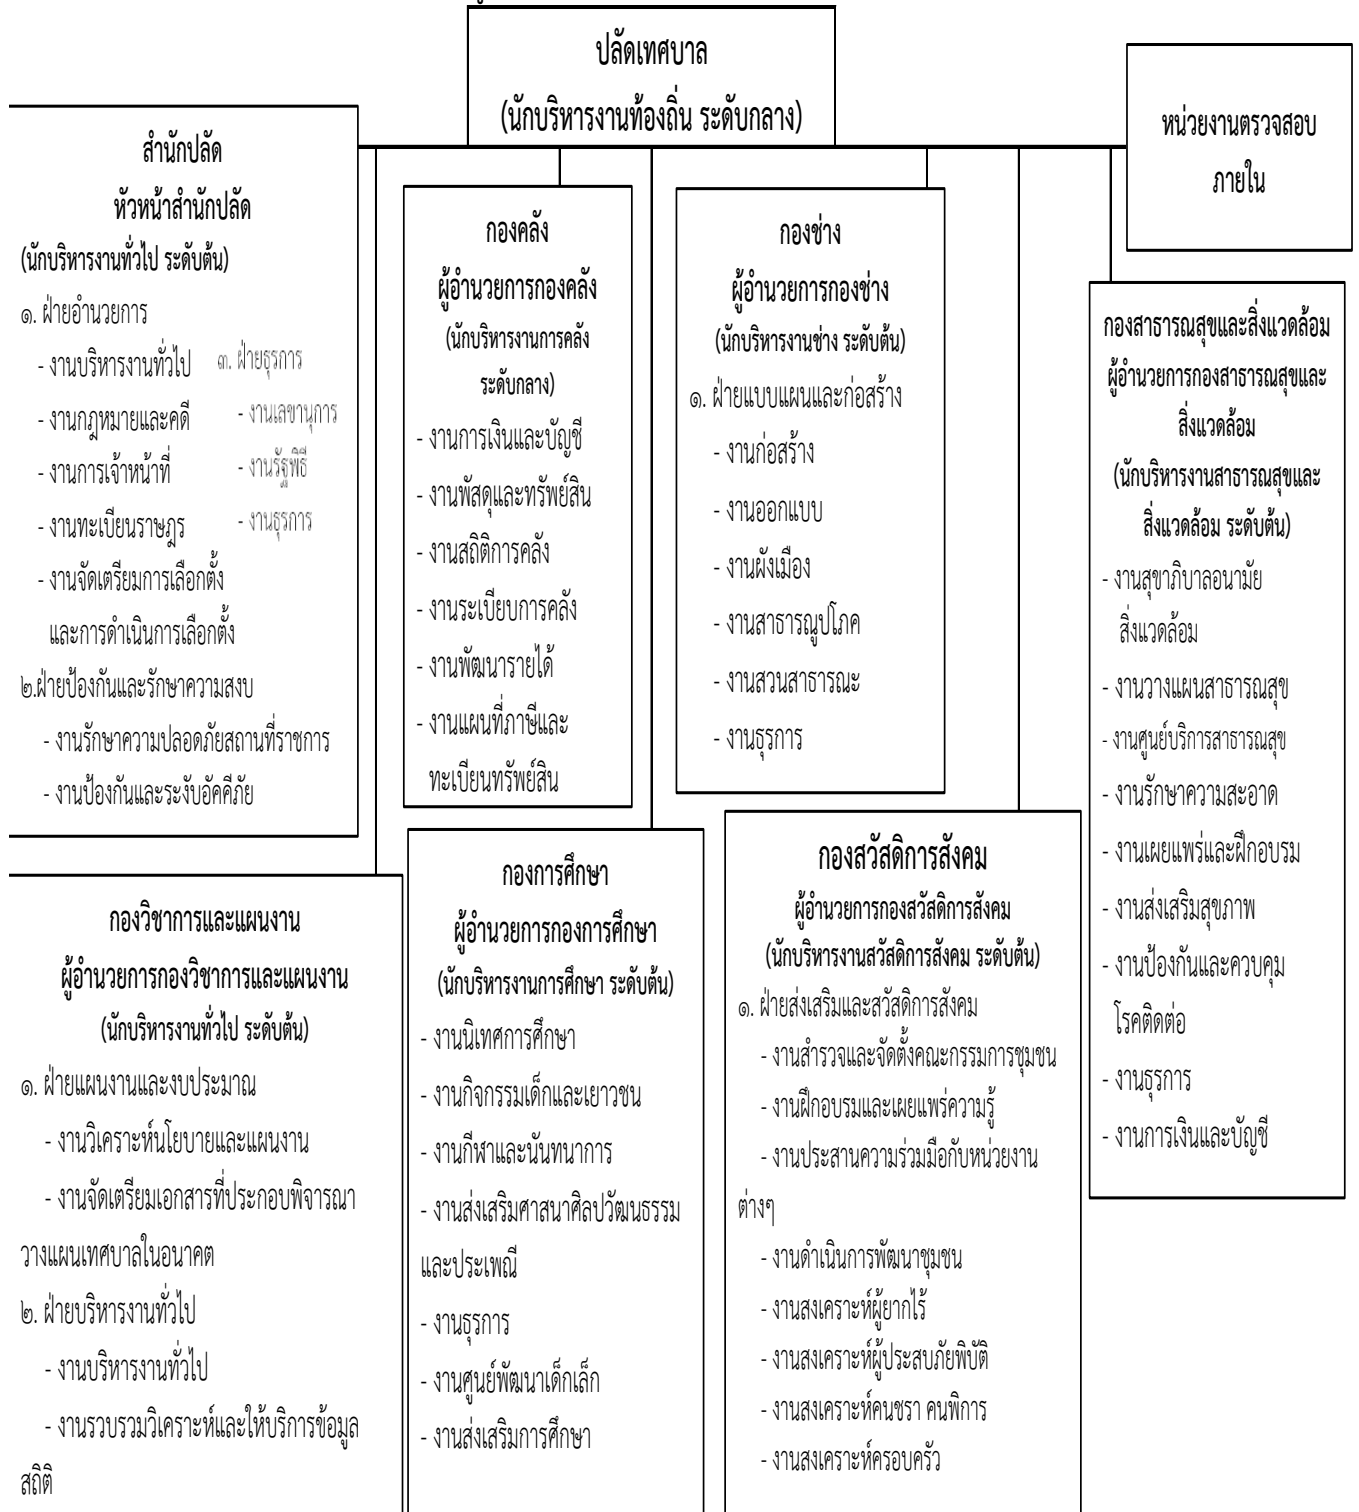 ปลัดเทศบาล
(นักบริหารงานท้องถิ่น ระดับกลาง)
หน่วยงานตรวจสอบ
ภายใน
สำนักปลัด
หัวหน้าสำนักปลัด
(นักบริหารงานทั่วไป ระดับต้น)
๑. ฝ่ายอำนวยการ
- งานบริหารงานทั่วไป
- งานกฎหมายและคดี
- งานการเจ้าหน้าที่
- งานทะเบียนราษฎร
- งานจัดเตรียมการเลือกตั้ง
และการดำเนินการเลือกตั้ง
๒.ฝ่ายป้องกันและรักษาความสงบ
- งานรักษาความปลอดภัยสถานที่ราชการ
- งานป้องกันและระงับอัคคีภัย
๓. ฝ่ายธุรการ
- งานเลขานุการ
- งานรัฐพิธี
- งานธุรการ
กองคลัง
ผู้อำนวยการกองคลัง
(นักบริหารงานการคลัง
ระดับกลาง)
- งานการเงินและบัญชี
- งานพัสดุและทรัพย์สิน
- งานสถิติการคลัง
- งานระเบียบการคลัง
- งานพัฒนารายได้
- งานแผนที่ภาษีและ
ทะเบียนทรัพย์สิน
กองช่าง
ผู้อำนวยการกองช่าง
(นักบริหารงานช่าง ระดับต้น)
๑. ฝ่ายแบบแผนและก่อสร้าง
- งานก่อสร้าง
- งานออกแบบ
- งานผังเมือง
- งานสาธารณูปโภค
- งานสวนสาธารณะ
- งานธุรการ
กองสาธารณสุขและสิ่งแวดล้อม
ผู้อำนวยการกองสาธารณสุขและ
สิ่งแวดล้อม
(นักบริหารงานสาธารณสุขและ
สิ่งแวดล้อม ระดับต้น)
- งานสุขาภิบาลอนามัย
สิ่งแวดล้อม
- งานวางแผนสาธารณสุข
- งานศูนย์บริการสาธารณสุข
- งานรักษาความสะอาด
- งานเผยแพร่และฝึกอบรม
- งานส่งเสริมสุขภาพ
- งานป้องกันและควบคุม
โรคติดต่อ
- งานธุรการ
- งานการเงินและบัญชี
กองวิชาการและแผนงาน
ผู้อำนวยการกองวิชาการและแผนงาน
(นักบริหารงานทั่วไป ระดับต้น)
๑. ฝ่ายแผนงานและงบประมาณ
- งานวิเคราะห์นโยบายและแผนงาน
- งานจัดเตรียมเอกสารที่ประกอบพิจารณา
วางแผนเทศบาลในอนาคต
๒. ฝ่ายบริหารงานทั่วไป
- งานบริหารงานทั่วไป
- งานรวบรวมวิเคราะห์และให้บริการข้อมูล
สถิติ
กองการศึกษา
ผู้อำนวยการกองการศึกษา
(นักบริหารงานการศึกษา ระดับต้น)
- งานนิเทศการศึกษา
- งานกิจกรรมเด็กและเยาวชน
- งานกีฬาและนันทนาการ
- งานส่งเสริมศาสนาศิลปวัฒนธรรม
และประเพณี
- งานธุรการ
- งานศูนย์พัฒนาเด็กเล็ก
- งานส่งเสริมการศึกษา
กองสวัสดิการสังคม
ผู้อำนวยการกองสวัสดิการสังคม
(นักบริหารงานสวัสดิการสังคม ระดับต้น)
๑. ฝ่ายส่งเสริมและสวัสดิการสังคม
- งานสำรวจและจัดตั้งคณะกรรมการชุมชน
- งานฝึกอบรมและเผยแพร่ความรู้
- งานประสานความร่วมมือกับหน่วยงาน
ต่างๆ
- งานดำเนินการพัฒนาชุมชน
- งานสงเคราะห์ผู้ยากไร้
- งานสงเคราะห์ผู้ประสบภัยพิบัติ
- งานสงเคราะห์คนชรา คนพิการ
- งานสงเคราะห์ครอบครัว